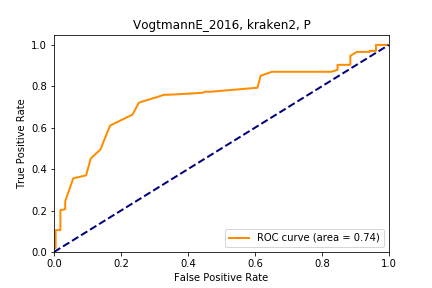 VogtmannE_2016, kraken2, P
True Positive Rate
1.0
0.8
0.6
0.4
0.2
0.0
0.0 0.2 0.4 0.6 0.8 1.0
False Positive Rate
ROC curve (area = 0.74)